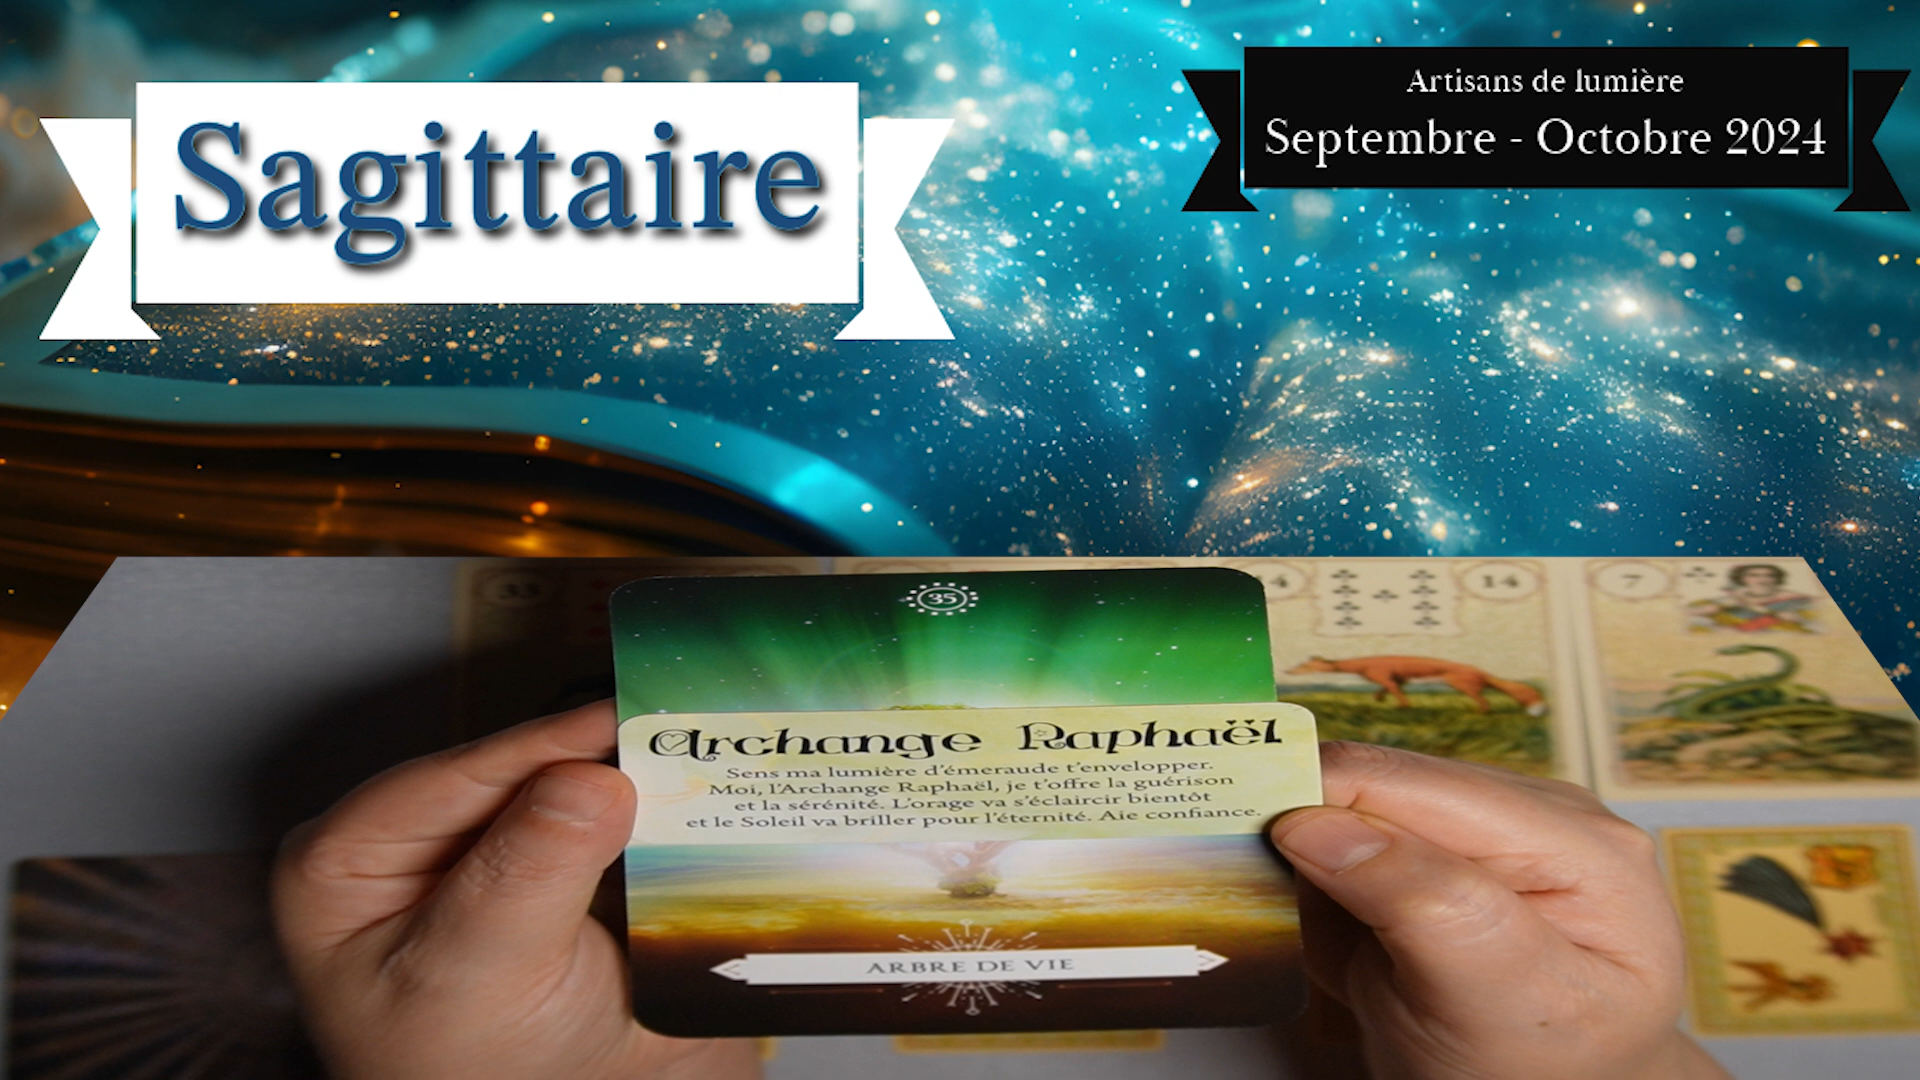 Sagittaire
Artisans de lumière
Septembre - Octobre 2024
33
35
4
14
7
Archange Raphaël
Sens ma lumière d'émeraude t'envelopper.
Moi, l'Archange Raphaël, je t'offre la guérison
et la sérénité. L'orage va s'éclaircir bientôt
et le Soleil va briller pour l'éternité. Aie confiance.
ARBRE DE VIE